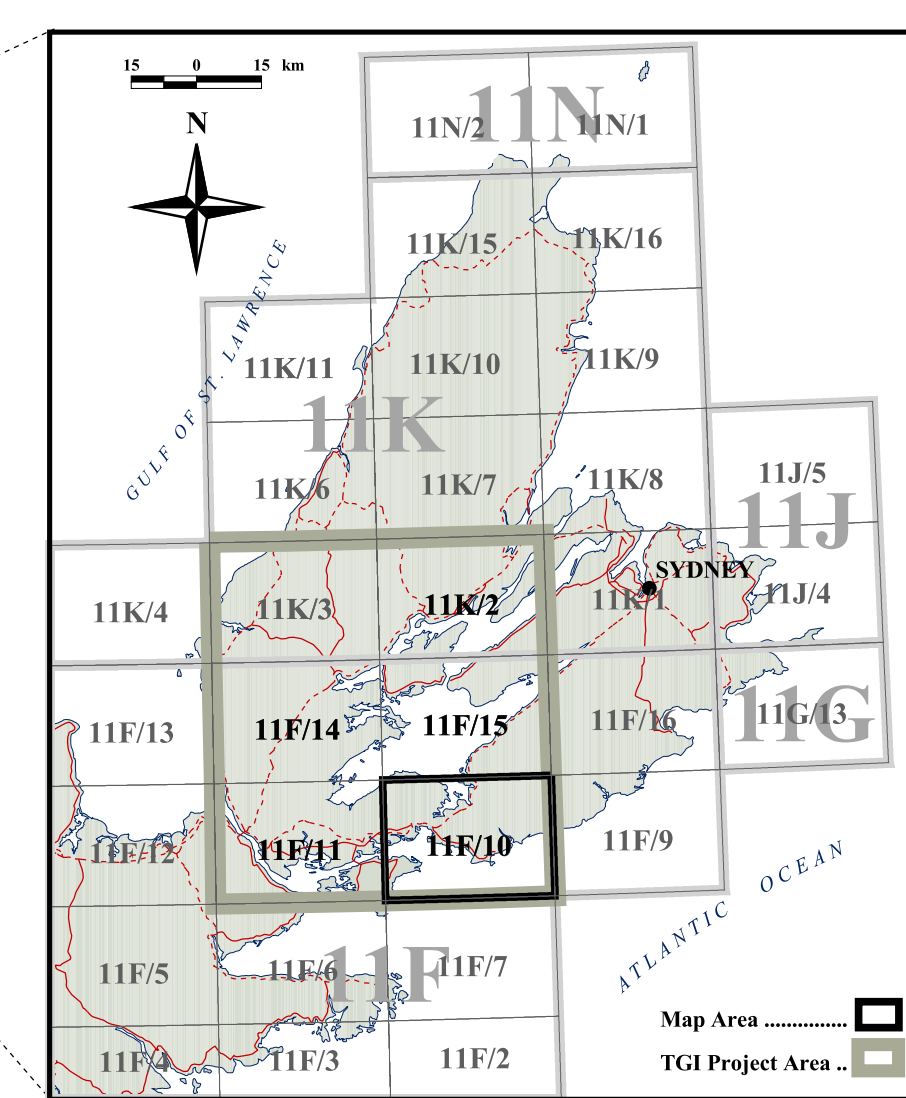 15 0 15 km
N
11N
11N/2 11N/1
11K/15 11K/16
GULF OF ST. LAWRENCE
11K/11 11K/10 11K/9
11K
11K/6 11K/7 11K/8 11J/5
11J
SYDNEY
11K/4 11K/3 11K/2 11K/1 11J/4
11F/13 11F/14 11F/15 11F/16 11G/13
11G
11F/12 11F/11 11F/10 11F/9
ATLANTIC OCEAN
11F/5 11F/6 11F/7
11F
11F/4 11F/3 11F/2
Map Area ...............
TGI Project Area ..